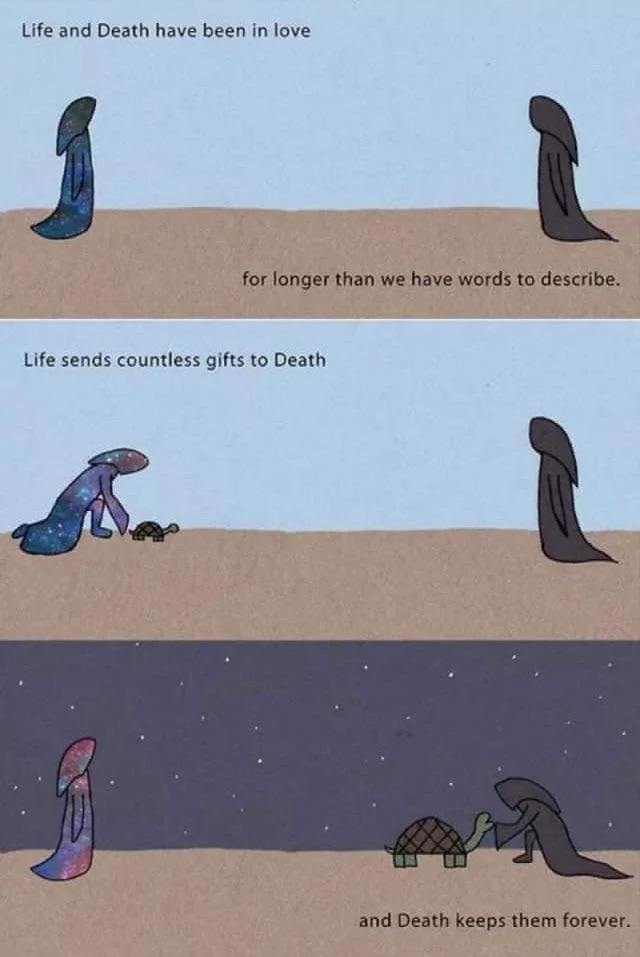 Life and Death have been in love
for longer than we have words to describe.
Life sends countless gifts to Death
and Death keeps them forever.